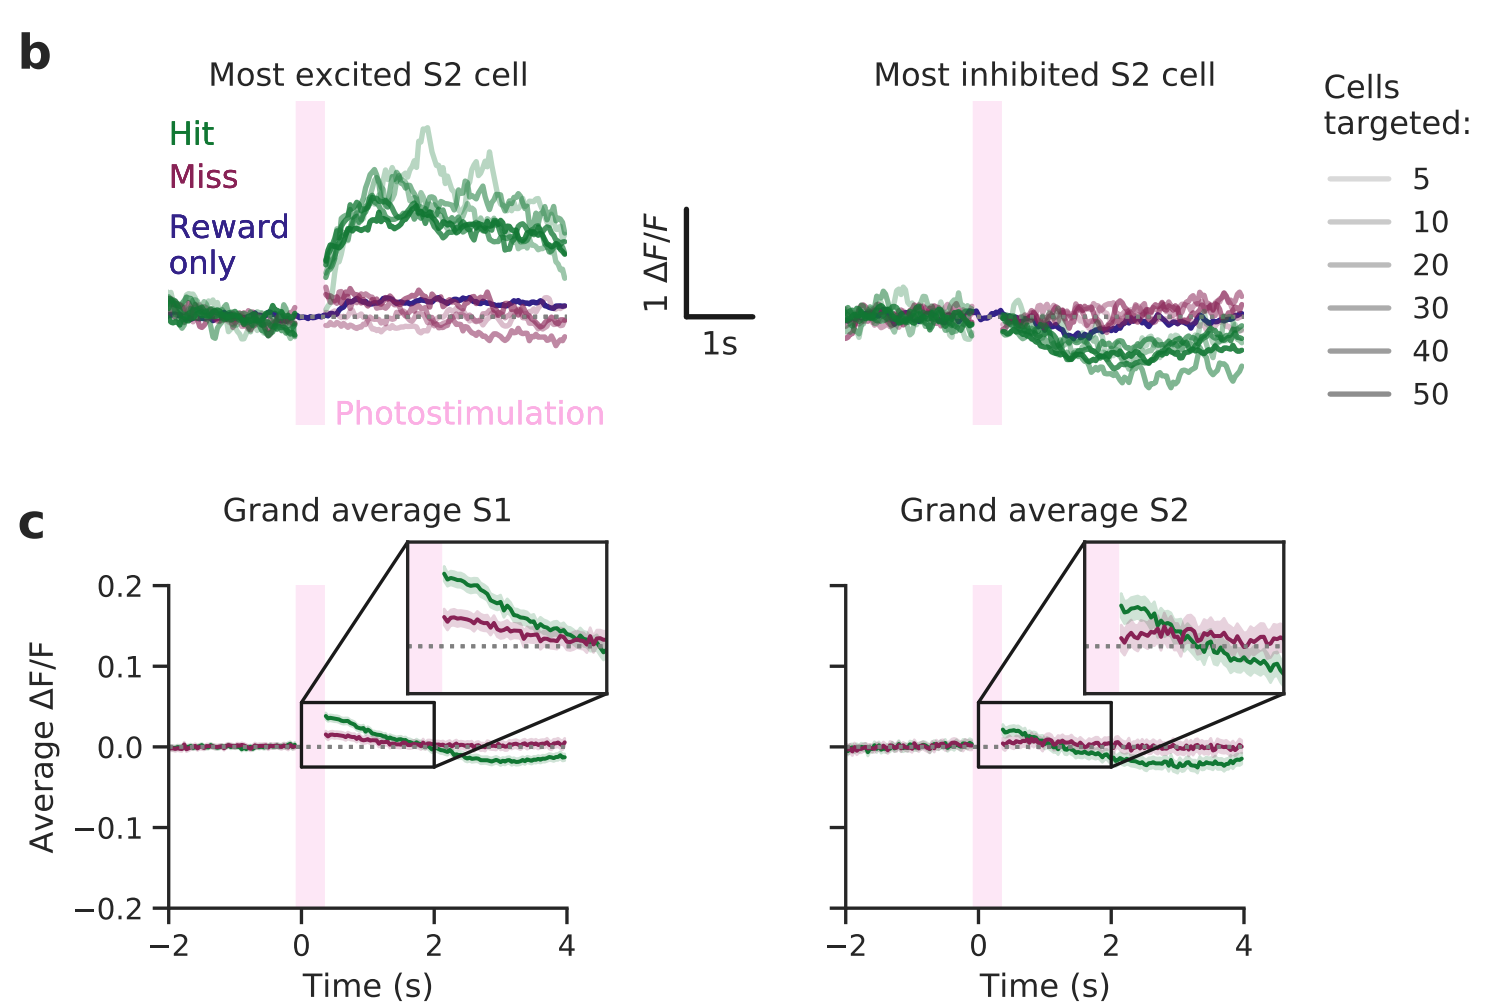 b
Most excited S2 cell
Most inhibited S2 cell
Cells
targeted:
Hit
Miss
Reward
only
1 ΔF/F
1s
Photostimulation
5
10
20
30
40
50
c
Grand average S1
Grand average S2
Average ΔF/F
0.2
0.1
0.0
−0.1
−0.2
−2
0
2
4
Time (s)
−2
0
2
4
Time (s)